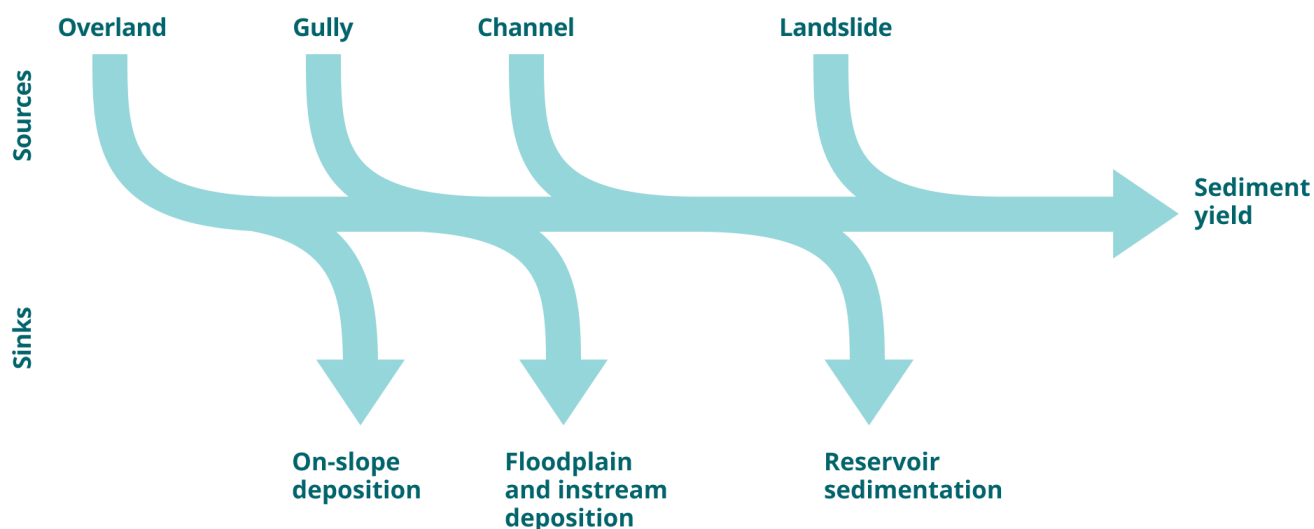 Overland
Gully
Channel
Landslide
Sources
Sediment
yield
Sinks
On-slope
deposition
Floodplain
and instream
deposition
Reservoir
sedimentation